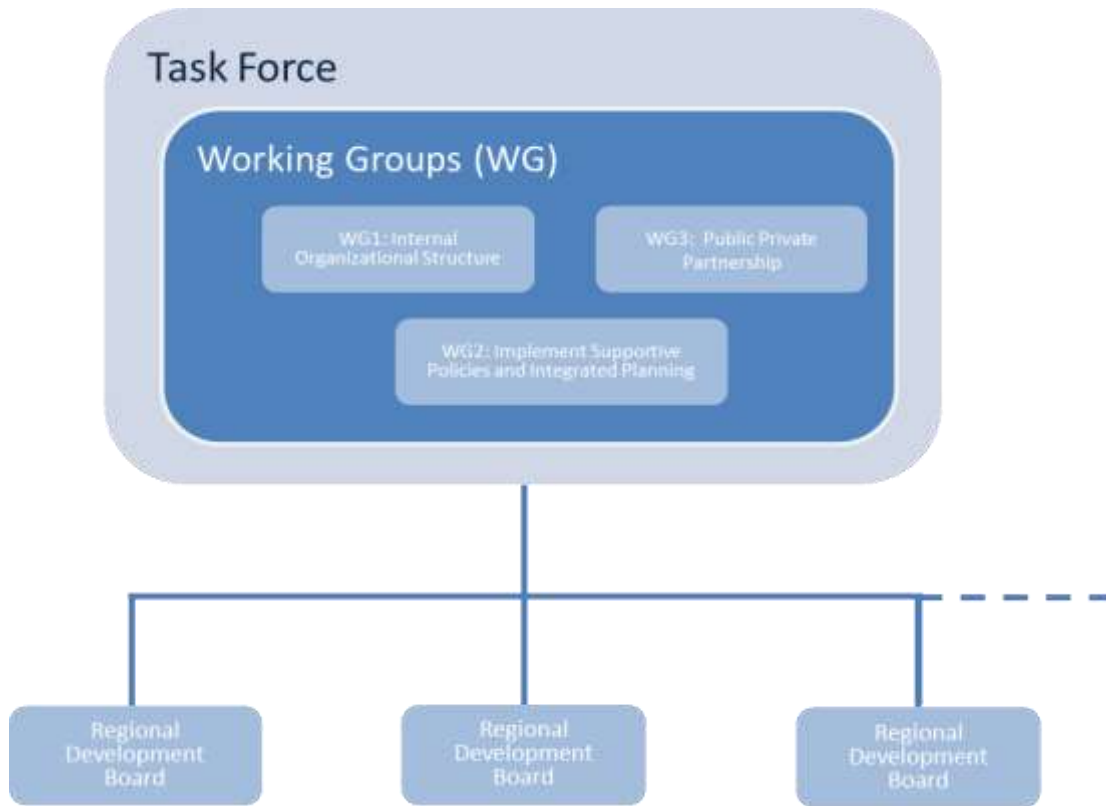 Task Force
Working Groups (WG)
WG1: Internal
Organizational Structure
WG3: Public Private
Partnership
WG2: Implement Supportive
Policies and Integrated Planning
Regional
Development
Board
Regional
Development
Board
Regional
Development
Board